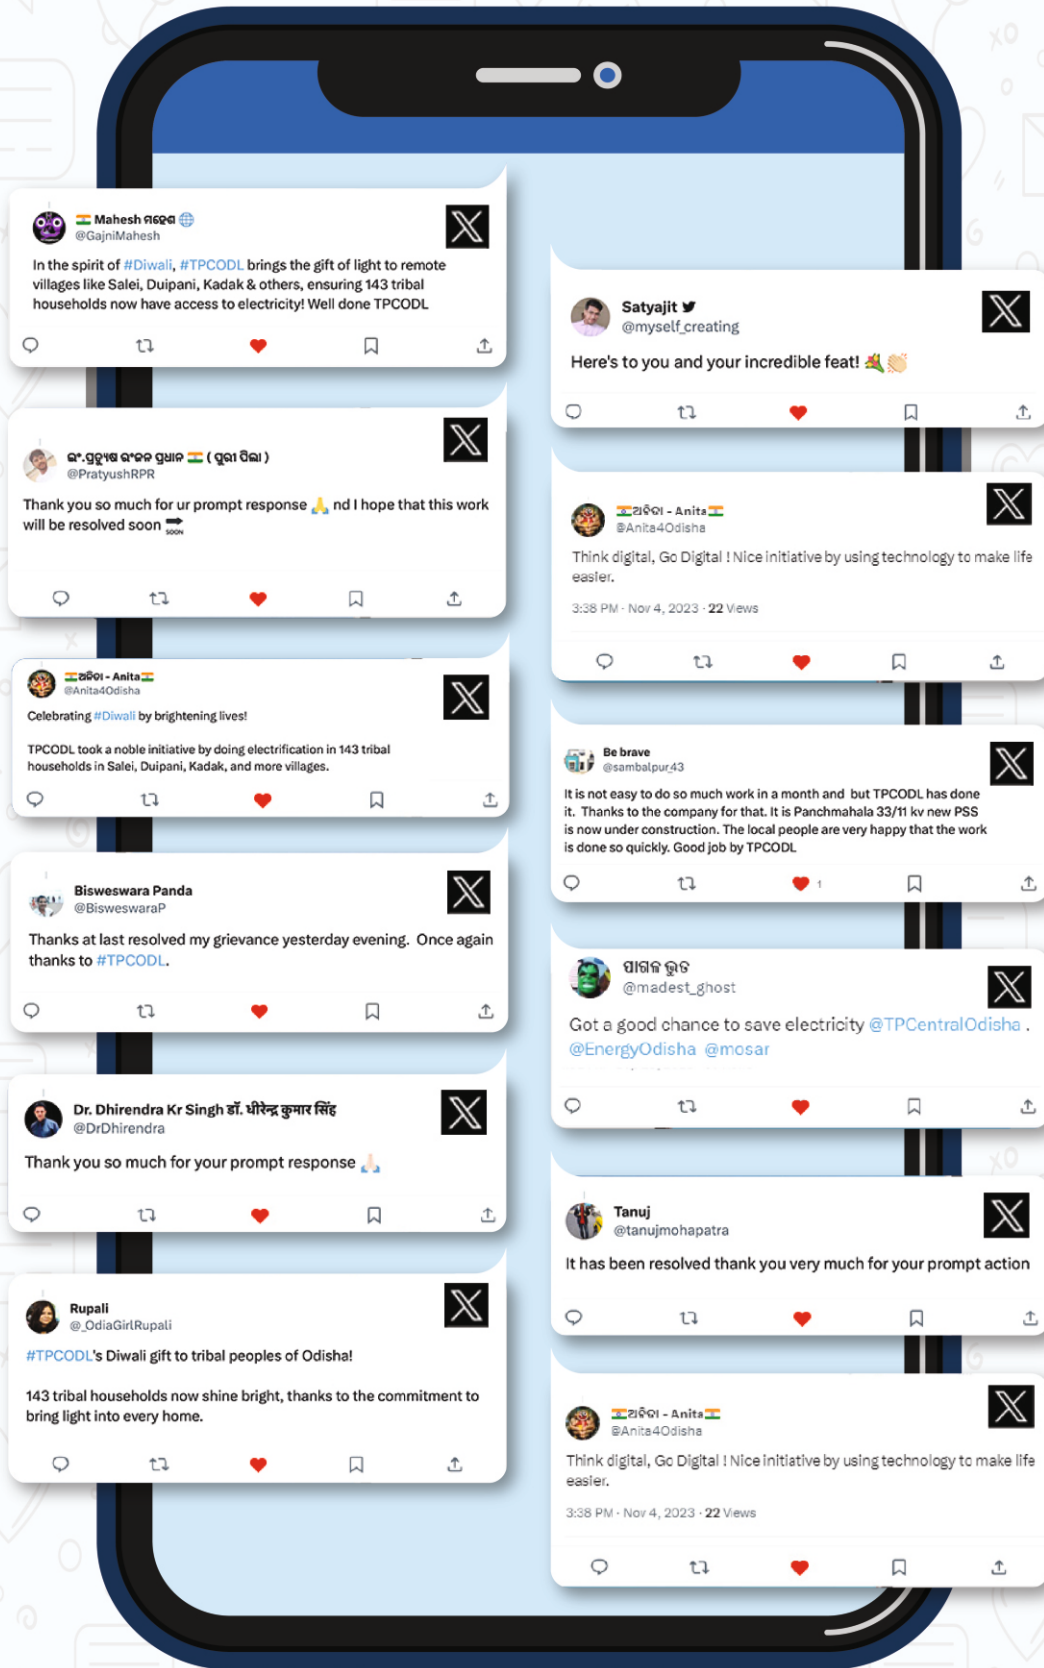 Mahesh ମହେଶ
@GajniMahesh
In the spirit of #Diwali, #TPCODL brings the gift of light to remote
villages like Salei, Duipani, Kadak & others, ensuring 143 tribal
households now have access to electricity! Well done TPCODL
ଇଂ.ପ୍ରତ୍ୟୁଷ ରଂଜନ ପ୍ରଧାନ ( ପୁରୀ ପିଲା )
@PratyushRPR
Thank you so much for ur prompt response 🙏 nd I hope that this work
will be resolved soon
SOON
ଅନିତା - Anita
@Anita4Odisha
Celebrating #Diwali by brightening lives!
TPCODL took a noble initiative by doing electrification in 143 tribal
households in Salei, Duipani, Kadak, and more villages.
Bisweswara Panda
@BisweswaraP
Thanks at last resolved my grievance yesterday evening. Once again
thanks to #TPCODL.
Dr. Dhirendra Kr Singh डॉ. धीरेन्द्र कुमार सिंह
@DrDhirendra
Thank you so much for your prompt response 🙏
Rupali
@_OdiaGirlRupali
#TPCODL's Diwali gift to tribal peoples of Odisha!
143 tribal households now shine bright, thanks to the commitment to
bring light into every home.
Satyajit
@myself_creating
Here's to you and your incredible feat! 💐👏
ଅନିତା - Anita
@Anita4Odisha
Think digital, Go Digital ! Nice initiative by using technology to make life
easier.
3:38 PM · Nov 4, 2023 · 22 Views
Be brave
@sambalpur_43
It is not easy to do so much work in a month and but TPCODL has done
it. Thanks to the company for that. It is Panchmahala 33/11 kv new PSS
is now under construction. The local people are very happy that the work
is done so quickly. Good job by TPCODL
1
ପାଗଳ ଭୁତ
@madest_ghost
Got a good chance to save electricity @TPCentralOdisha .
@EnergyOdisha @mosar
Tanuj
@tanujmohapatra
It has been resolved thank you very much for your prompt action
ଅନିତା - Anita
@Anita4Odisha
Think digital, Go Digital ! Nice initiative by using technology to make life
easier.
3:38 PM · Nov 4, 2023 · 22 Views